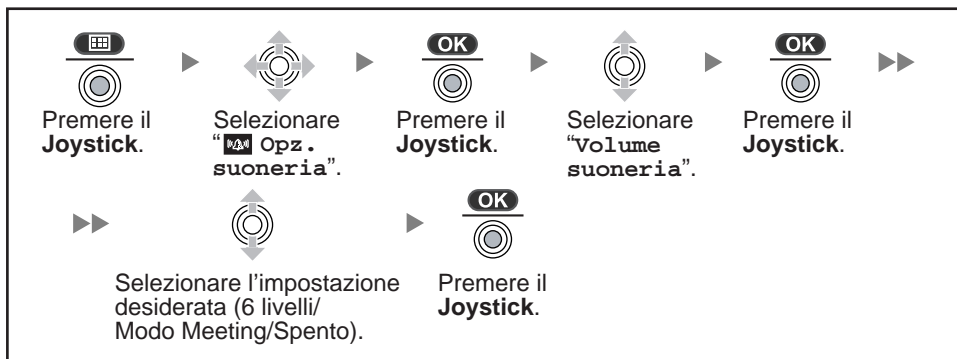 OK
OK
Premere il
Joystick.
Selezionare
“ Opz.
suoneria”.
Premere il
Joystick.
Selezionare
“Volume
suoneria”.
Premere il
Joystick.
OK
Selezionare l’impostazione
desiderata (6 livelli/
Modo Meeting/Spento).
Premere il
Joystick.